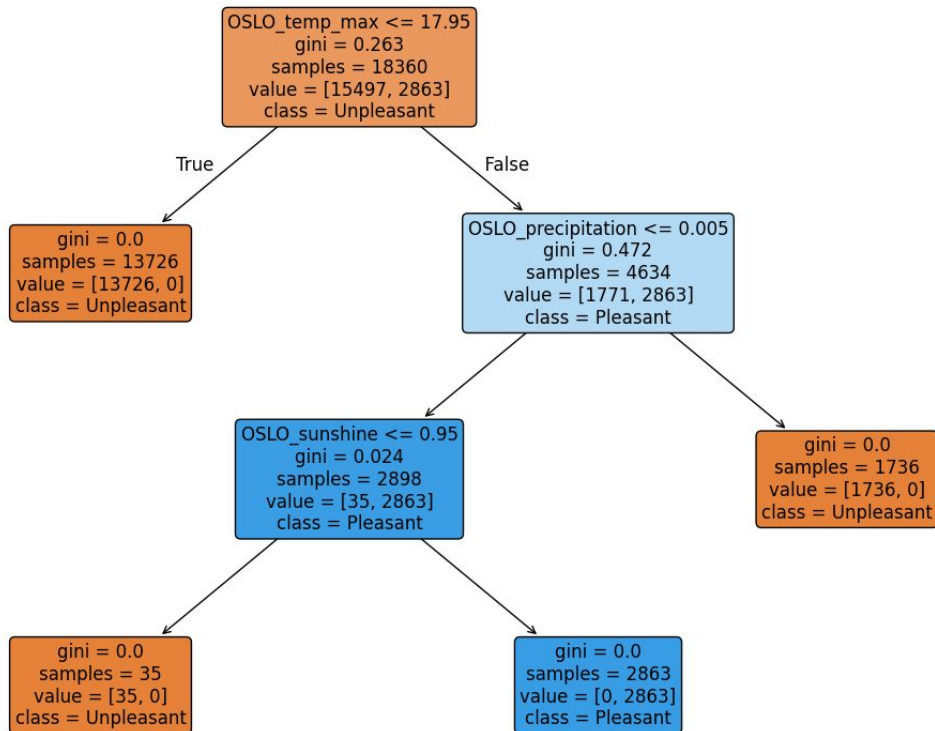 OSLO_temp_max <= 17.95
gini = 0.263
samples = 18360
value = [15497, 2863]
class = Unpleasant
True
False
gini = 0.0
samples = 13726
value = [13726, 0]
class = Unpleasant
OSLO_precipitation <= 0.005
gini = 0.472
samples = 4634
value = [1771, 2863]
class = Pleasant
OSLO_sunshine <= 0.95
gini = 0.024
samples = 2898
value = [35, 2863]
class = Pleasant
gini = 0.0
samples = 1736
value = [1736, 0]
class = Unpleasant
gini = 0.0
samples = 35
value = [35, 0]
class = Unpleasant
gini = 0.0
samples = 2863
value = [0, 2863]
class = Pleasant